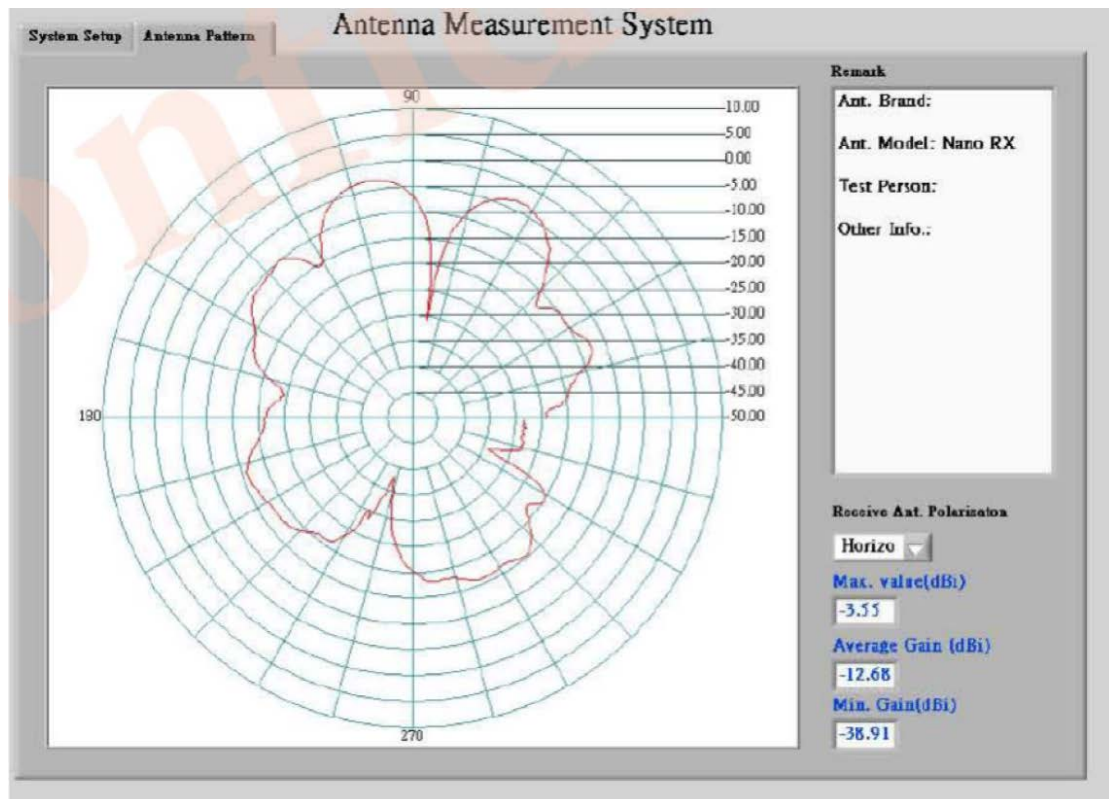 Antenna Measurement System
System Setup
Antenna Pattern
Remark
Ant. Brand:
Ant. Model: Nano RX
Test Person:
Other Info.:
90
10.00
5.00
0.00
-5.00
-10.00
-15.00
-20.00
-25.00
-30.00
-35.00
-40.00
-45.00
-50.00
180
270
Receive Ant. Polarisaton
Horizo
Max. value(dBi)
-3.55
Average Gain (dBi)
-12.68
Min. Gain(dBi)
-38.91
onfid